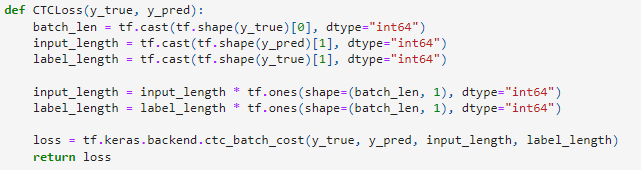 def CTCLoss(y_true, y_pred):
    batch_len = tf.cast(tf.shape(y_true)[0], dtype="int64")
    input_length = tf.cast(tf.shape(y_pred)[1], dtype="int64")
    label_length = tf.cast(tf.shape(y_true)[1], dtype="int64")

    input_length = input_length * tf.ones(shape=(batch_len, 1), dtype="int64")
    label_length = label_length * tf.ones(shape=(batch_len, 1), dtype="int64")

    loss = tf.keras.backend.ctc_batch_cost(y_true, y_pred, input_length, label_length)
    return loss